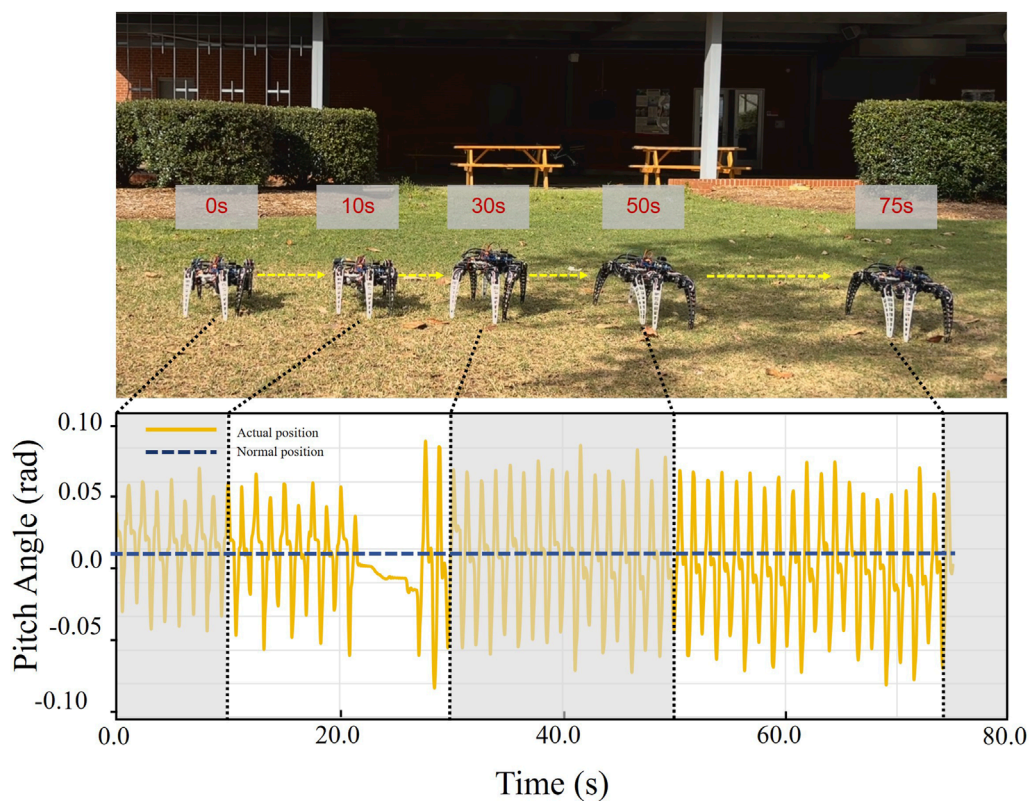 0s 10s 30s 50s 75s
0.10
Actual position
Normal position
0.05
0.0
-0.05
-0.10
Pitch Angle (rad)
0.0 20.0 40.0 60.0 80.0
Time (s)